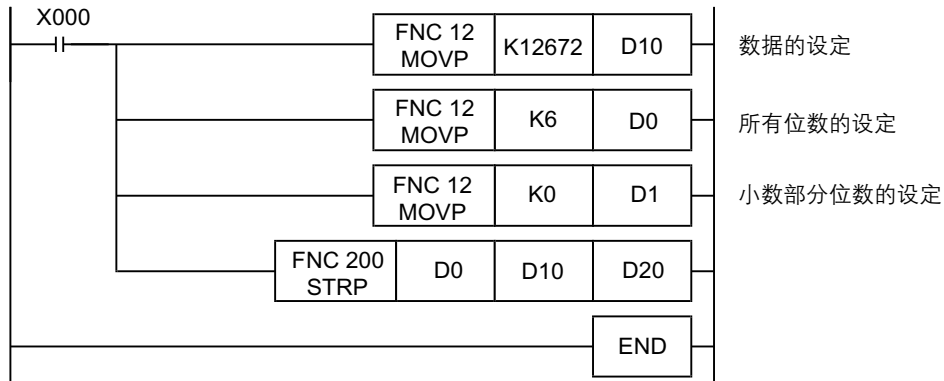 X000
FNC 12
MOVP
K12672
D10
数据的设定
FNC 12
MOVP
K6
D0
所有位数的设定
FNC 12
MOVP
K0
D1
小数部分位数的设定
FNC 200
STRP
D0
D10
D20
END